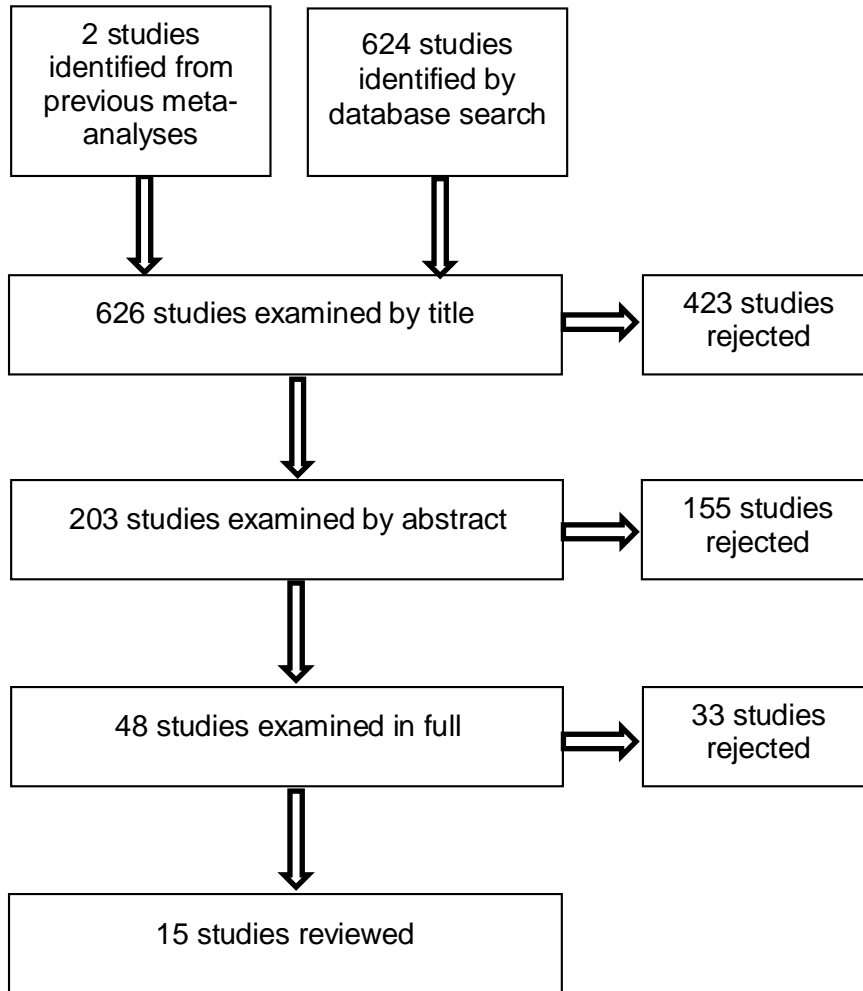 2 studies
identified from
previous meta-
analyses
624 studies
identified by
database search
626 studies examined by title
423 studies
rejected
203 studies examined by abstract
155 studies
rejected
48 studies examined in full
33 studies
rejected
15 studies reviewed